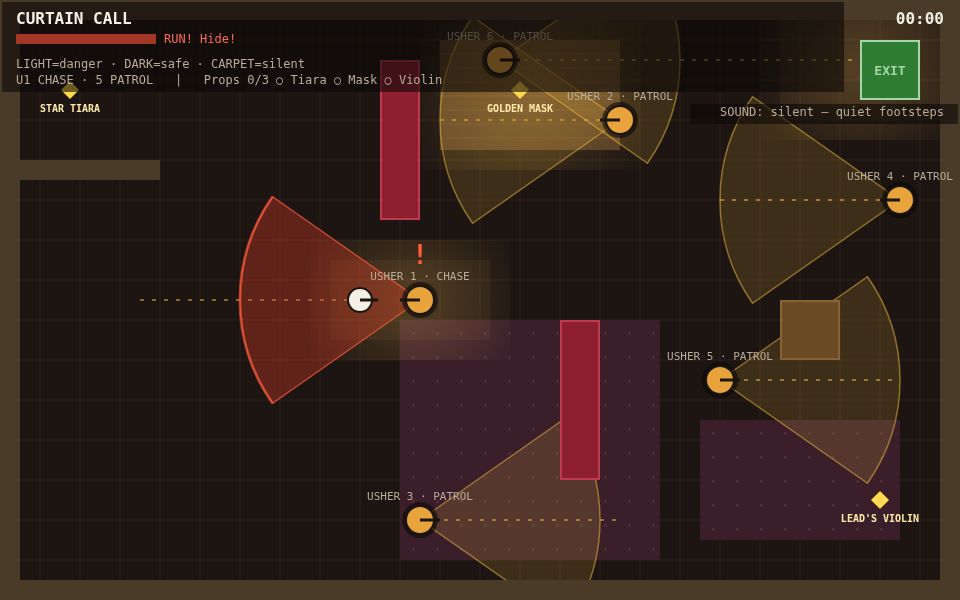 CURTAIN CALL
00:00
RUN! Hide!
USHER 6 · PATROL
LIGHT=danger · DARK=safe · CARPET=silent
EXIT
U1 CHASE · 5 PATROL | Props 0/3 ○ Tiara ○ Mask ○ Violin
USHER 2 · PATROL
STAR TIARA
GOLDEN MASK
SOUND: silent — quiet footsteps
USHER 4 · PATROL
!
USHER 1 · CHASE
USHER 5 · PATROL
USHER 3 · PATROL
LEAD'S VIOLIN